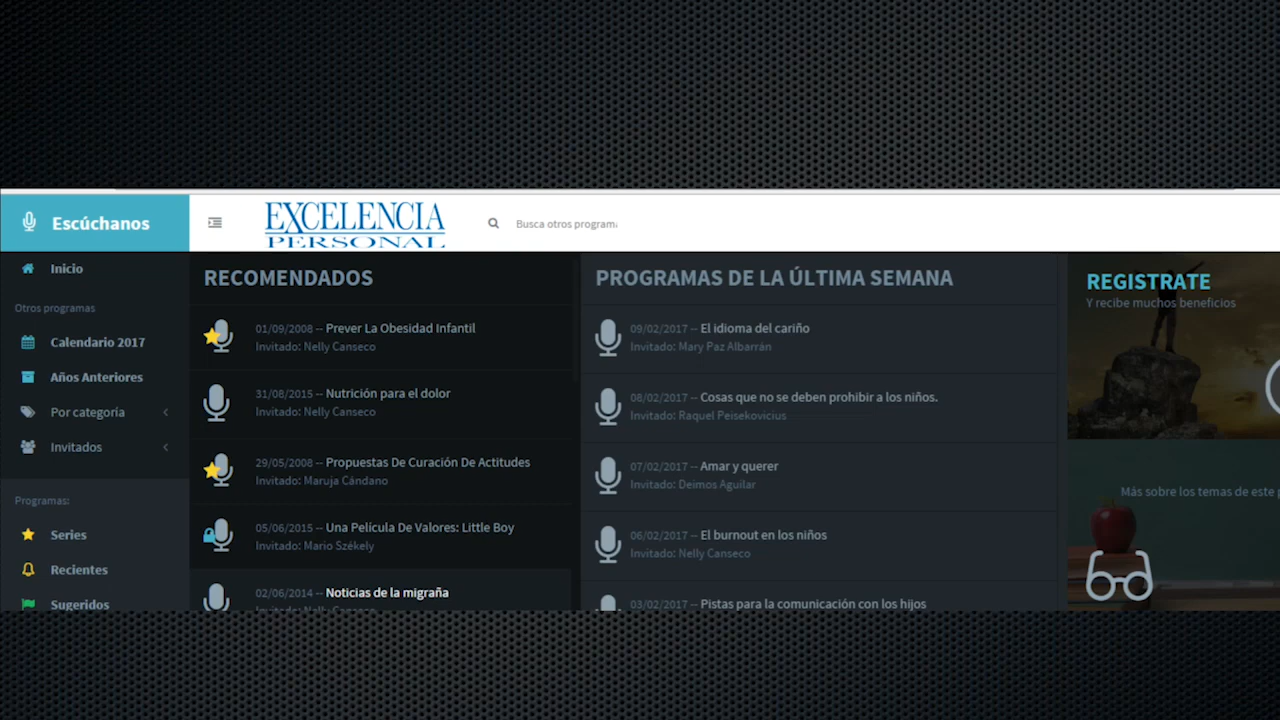 Escúchanos
EXCELENCIA
PERSONAL
Busca otros programa
Inicio
Otros programas
Calendario 2017
Años Anteriores
Por categoría
Invitados
Programas:
Series
Recientes
Sugeridos
RECOMENDADOS
01/09/2008 -- Prever La Obesidad Infantil
Invitado: Nelly Canseco
31/08/2015 -- Nutrición para el dolor
Invitado: Nelly Canseco
29/05/2008 -- Propuestas De Curación De Actitudes
Invitado: Maruja Cándano
05/06/2015 -- Una Película De Valores: Little Boy
Invitado: Mario Székely
02/06/2014 -- Noticias de la migraña
Invitado: Nelly Canseco
PROGRAMAS DE LA ÚLTIMA SEMANA
09/02/2017 -- El idioma del cariño
Invitado: Mary Paz Albarrán
08/02/2017 -- Cosas que no se deben prohibir a los niños.
Invitado: Raquel Peisekovicius
07/02/2017 -- Amar y querer
Invitado: Deimos Aguilar
06/02/2017 -- El burnout en los niños
Invitado: Nelly Canseco
03/02/2017 -- Pistas para la comunicación con los hijos
REGISTRATE
Y recibe muchos beneficios
Más sobre los temas de este